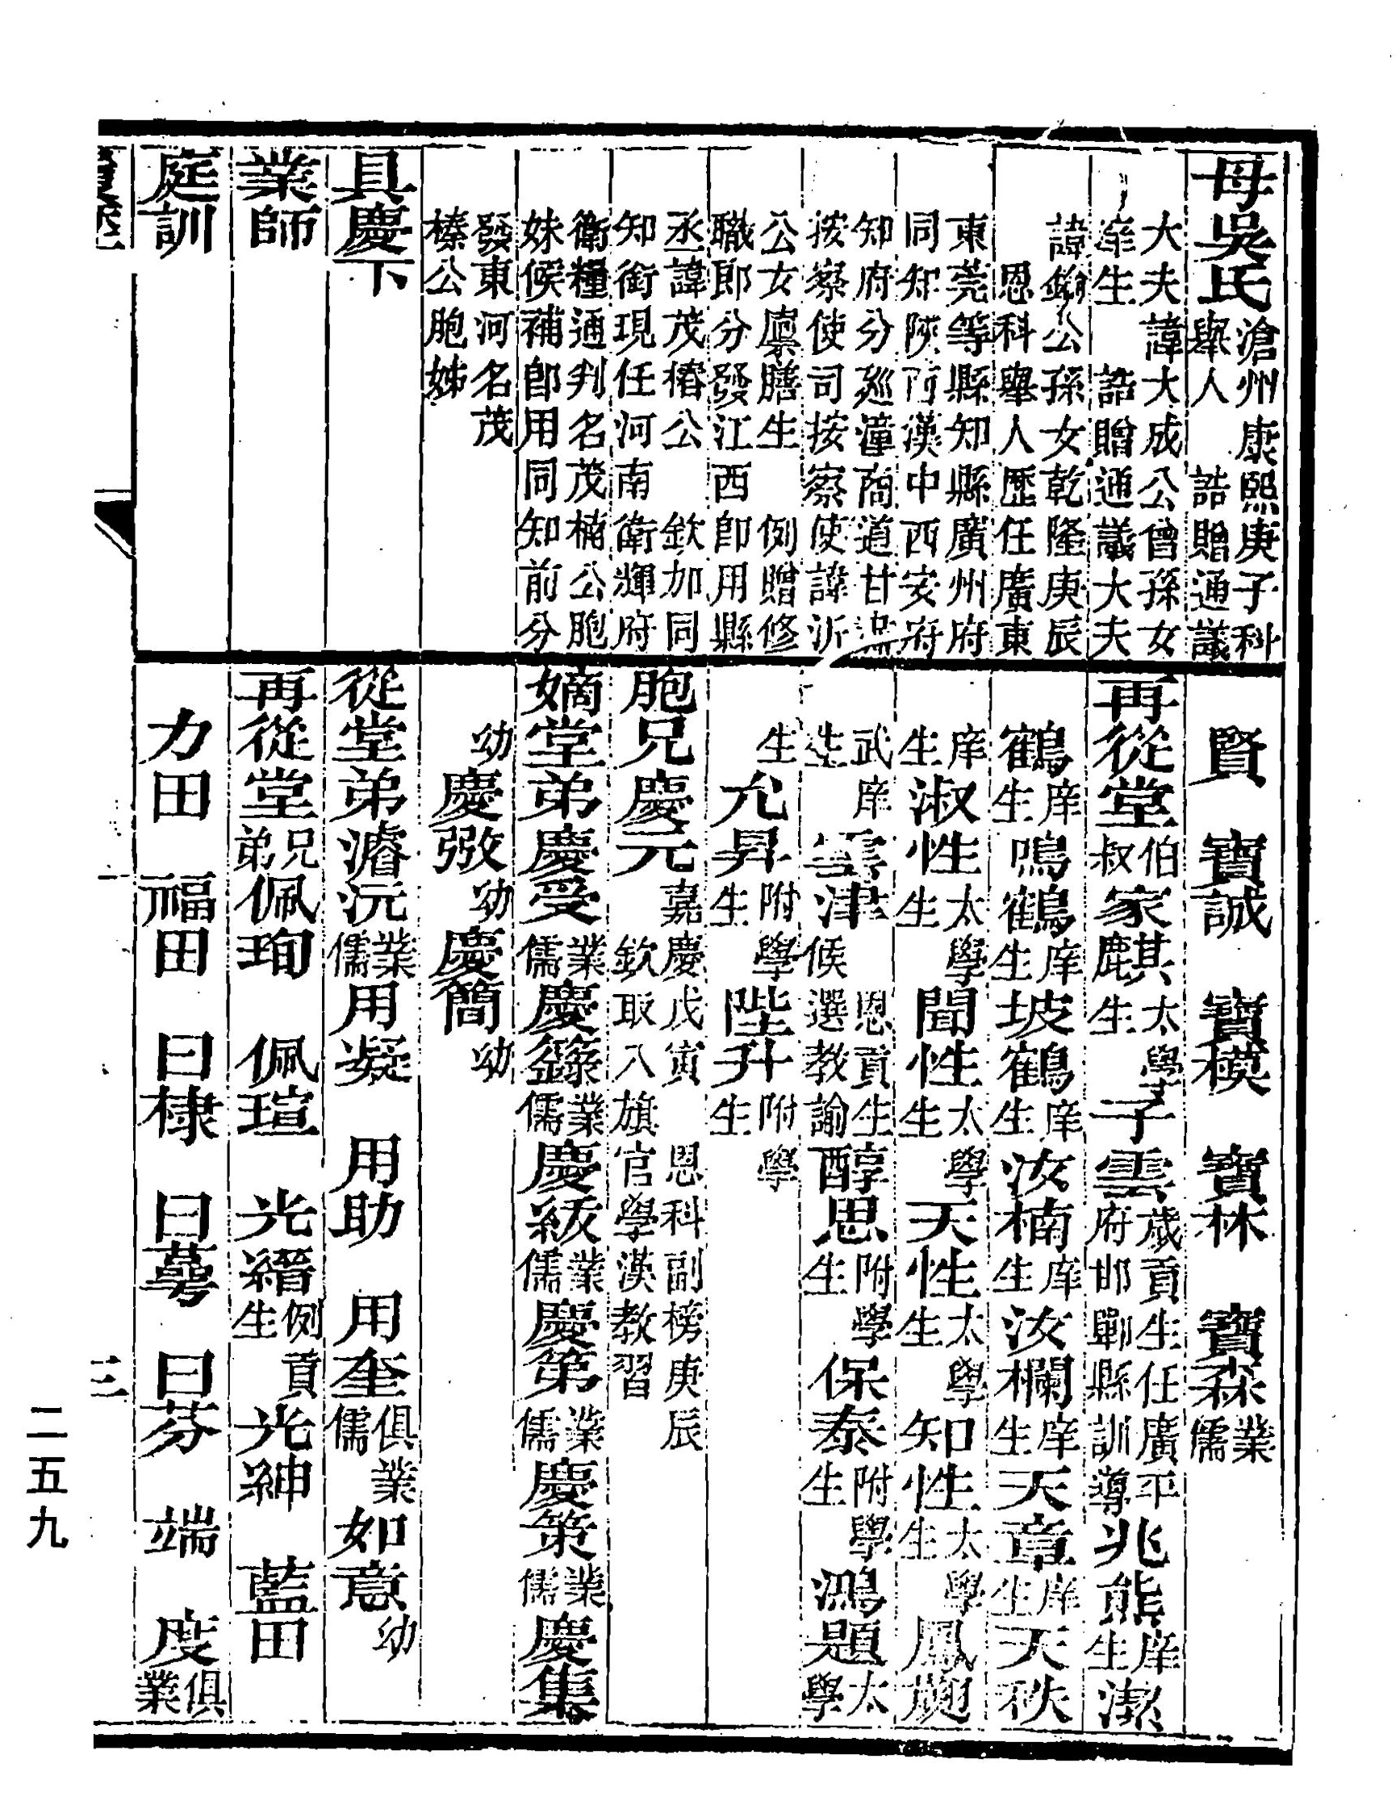 母吳氏滄州康熙庚子科舉人 誥贈通議
大夫諱大成公曾孫女庠生 誥贈通議大夫
諱公孫女乾隆庚辰恩科舉人歷任廣東
東莞等縣知縣廣州府同知陝西漢中西安府
知府分巡潼商道甘肅按察使司按察使諱沂
公女廩膳生 例贈修職郎分發江西即用縣
丞諱茂椿公 欽加同知銜現任河南衛輝府
衛糧通判名茂楠公胞妹候補即用同知前分
發東河名茂榛公胞姊
具慶下
業師
庭訓
賢 寶誠 寶模 寶林 寶森業儒
再從堂伯叔家麒太學生 子雲歲貢生任廣平府邯鄲縣訓導兆熊庠生潔
鶴庠生鳴鶴庠生坡鶴庠生汝楠庠生汝欄庠生天章庠生天秩
庠生淑性太學生聞性太學生天性太學生知性太學生鳳翽
武庠生雲津恩貢生候選教諭醇思附學生保泰附學生鴻題太學
生允昇附學生陛升附學生
胞兄慶元嘉慶戊寅 恩科副榜庚辰 欽取八旗官學漢教習
嫡堂弟慶受業儒慶籙業儒慶紱業儒慶第業儒慶策業儒慶集
幼慶弢幼慶簡幼
從堂弟濬沅業儒用凝 用助 用奎俱業儒如意幼
再從堂兄弟佩珣 佩瑄 光縉例貢生 光紳 藍田
力田 福田 曰棣 曰萼 曰芬 端度俱業
三
二五九